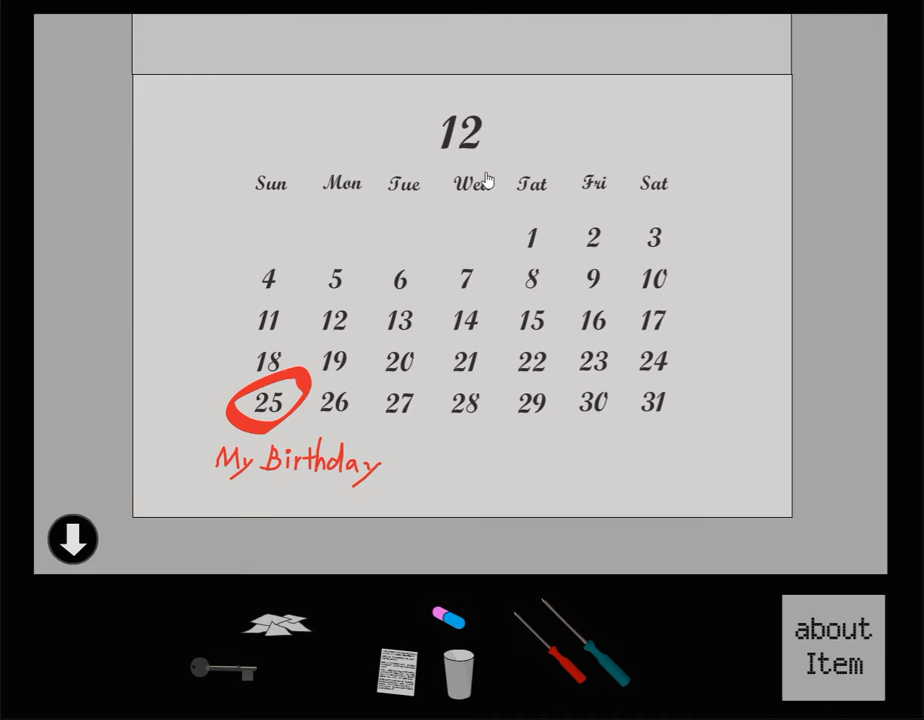 12
Sun Mon Tue Wed Tat Fri Sat
1 2 3
4 5 6 7 8 9 10
11 12 13 14 15 16 17
18 19 20 21 22 23 24
25 26 27 28 29 30 31
My Birthday
about
Item